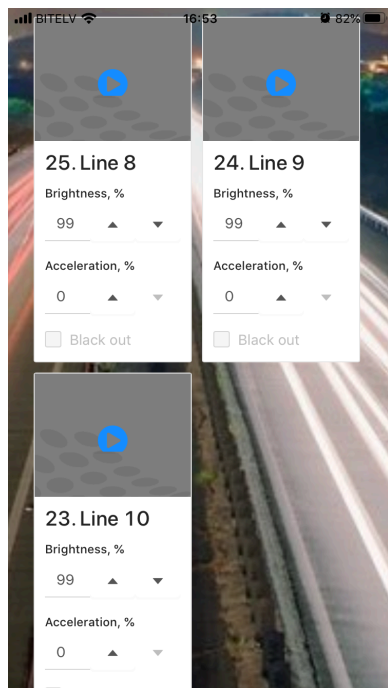 BITELV 16:53 82%
25. Line 8
Brightness, %
99
Acceleration, %
0
Black out
24. Line 9
Brightness, %
99
Acceleration, %
0
Black out
23. Line 10
Brightness, %
99
Acceleration, %
0